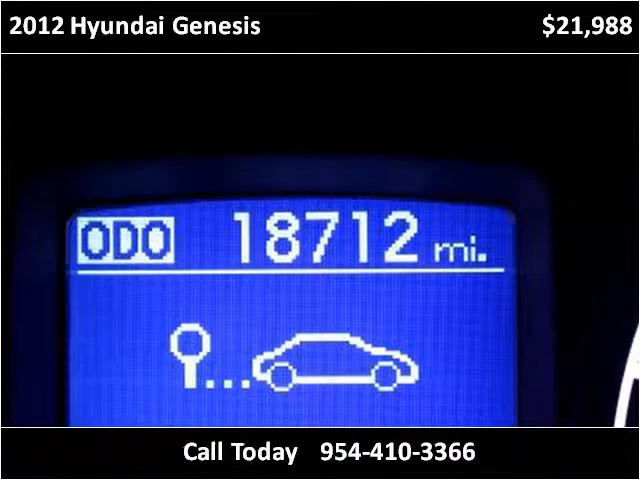 2012 Hyundai Genesis $21,988
ODO 18712 mi.
Call Today 954-410-3366